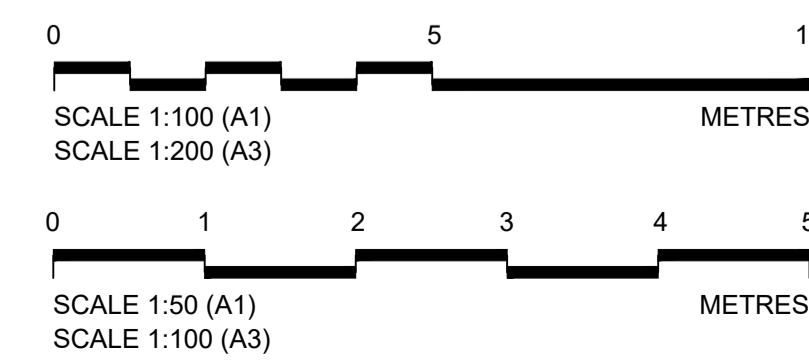 0 5 1
SCALE 1:100 (A1) METRES
SCALE 1:200 (A3)
0 1 2 3 4 5
SCALE 1:50 (A1) METRES
SCALE 1:100 (A3)